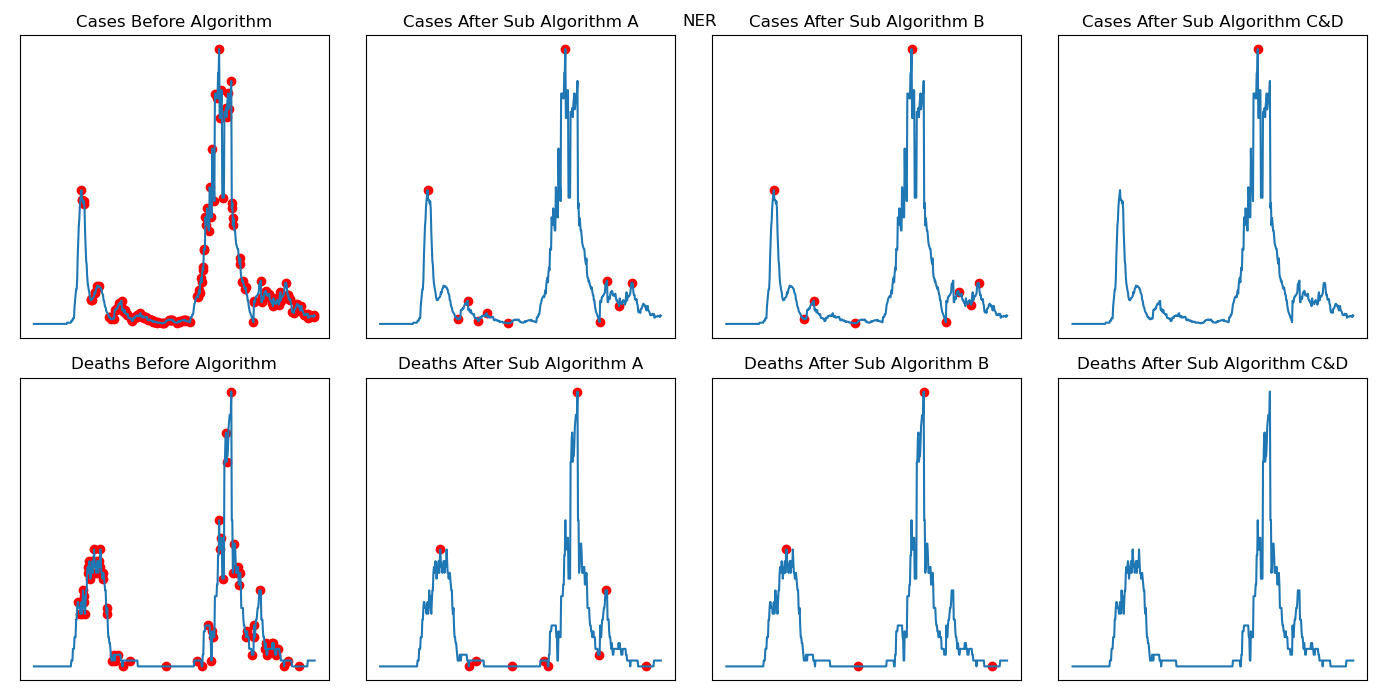 NER
Cases Before Algorithm
Cases After Sub Algorithm A
Cases After Sub Algorithm B
Cases After Sub Algorithm C&D
Deaths Before Algorithm
Deaths After Sub Algorithm A
Deaths After Sub Algorithm B
Deaths After Sub Algorithm C&D